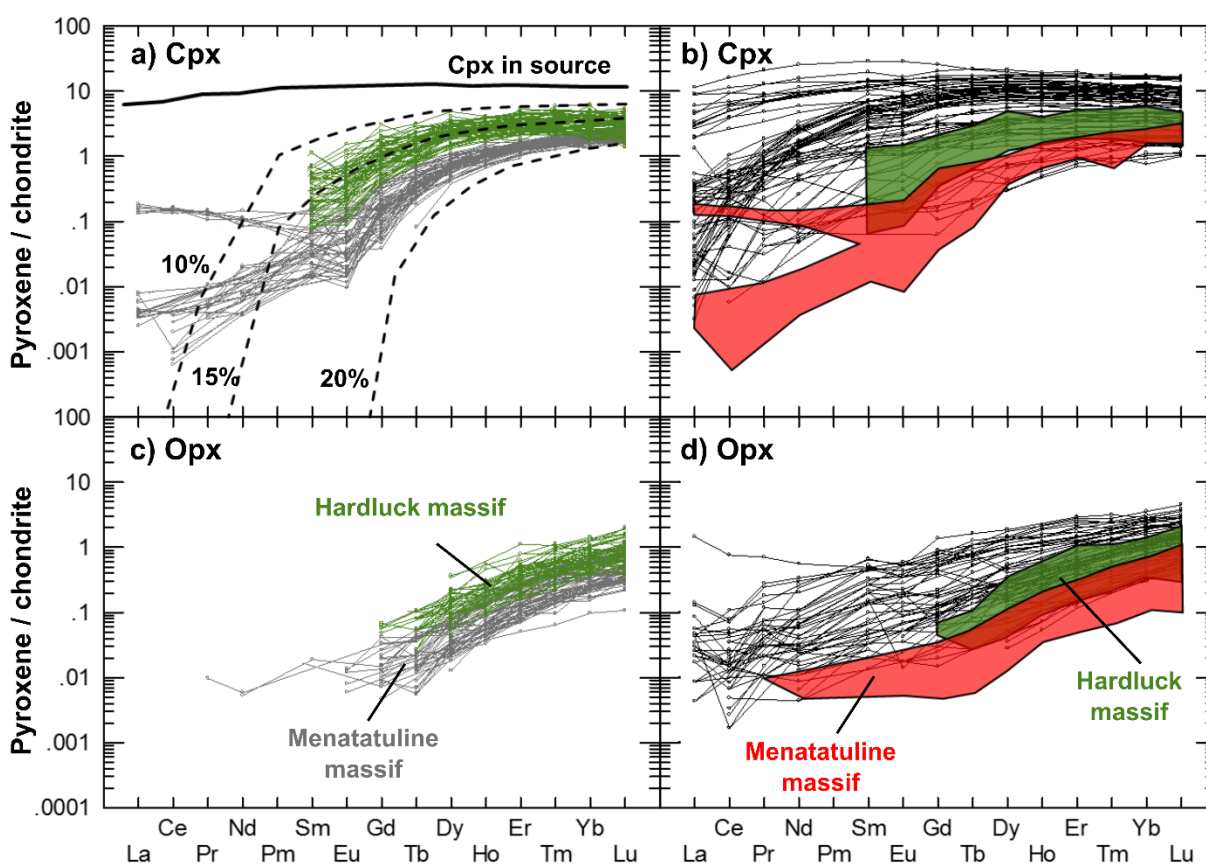 100
a) Cpx
b) Cpx
Cpx in source
10
1
.1
.01
.001
10%
15%
20%
Pyroxene / chondrite
100
c) Opx
d) Opx
10
1
.1
.01
.001
.0001
Hardluck massif
Menatatuline
massif
Hardluck
massif
Menatatuline
massif
Pyroxene / chondrite
Ce Nd Sm Gd Dy Er Yb
La Pr Pm Eu Tb Ho Tm Lu
Ce Nd Sm Gd Dy Er Yb
La Pr Pm Eu Tb Ho Tm Lu